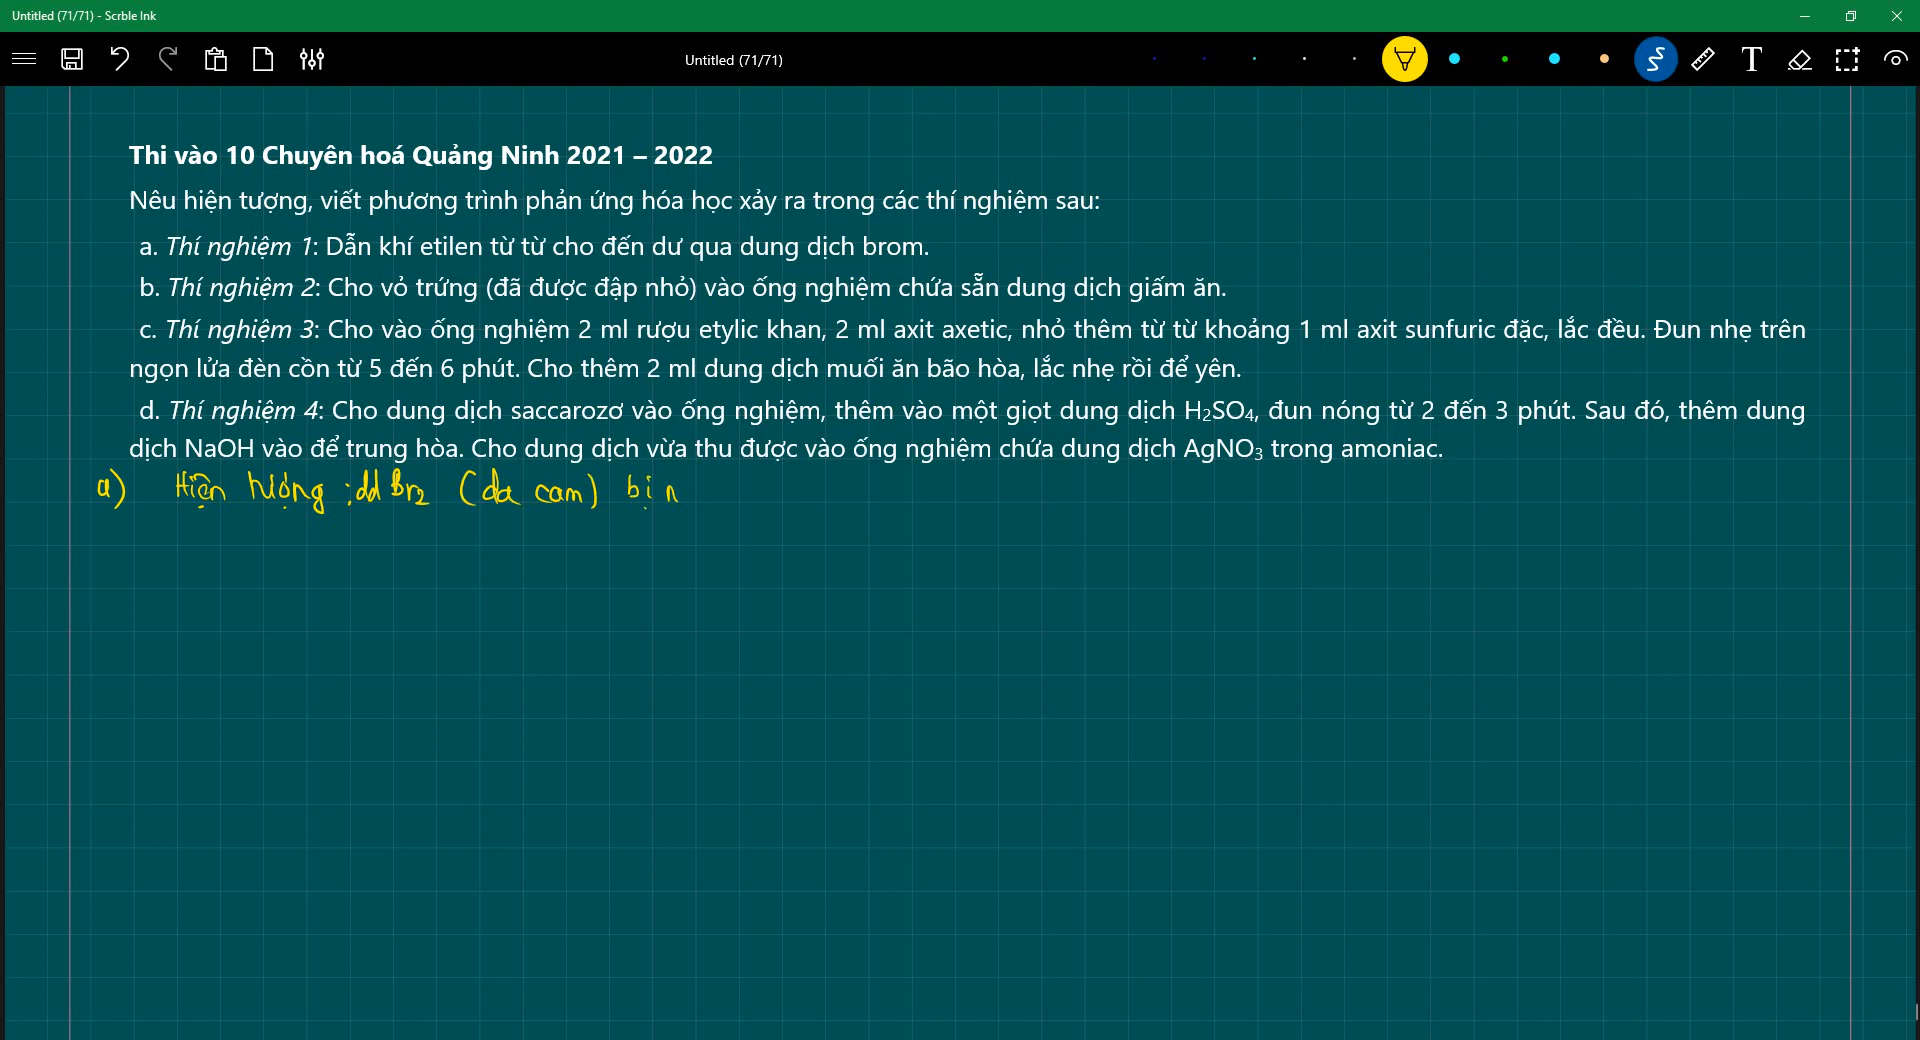 Untitled (71/71) - Scrble Ink
Untitled (71/71)
T
Thi vào 10 Chuyên hoá Quảng Ninh 2021 – 2022
Nêu hiện tượng, viết phương trình phản ứng hóa học xảy ra trong các thí nghiệm sau:
a. Thí nghiệm 1: Dẫn khí etilen từ từ cho đến dư qua dung dịch brom.
b. Thí nghiệm 2: Cho vỏ trứng (đã được đập nhỏ) vào ống nghiệm chứa sẵn dung dịch giấm ăn.
c. Thí nghiệm 3: Cho vào ống nghiệm 2 ml rượu etylic khan, 2 ml axit axetic, nhỏ thêm từ từ khoảng 1 ml axit sunfuric đặc, lắc đều. Đun nhẹ trên
ngọn lửa đèn cồn từ 5 đến 6 phút. Cho thêm 2 ml dung dịch muối ăn bão hòa, lắc nhẹ rồi để yên.
d. Thí nghiệm 4: Cho dung dịch saccarozơ vào ống nghiệm, thêm vào một giọt dung dịch H₂SO₄, đun nóng từ 2 đến 3 phút. Sau đó, thêm dung
dịch NaOH vào để trung hòa. Cho dung dịch vừa thu được vào ống nghiệm chứa dung dịch AgNO₃ trong amoniac.
a) Hiện tượng : dd Br₂ (da cam) bị n